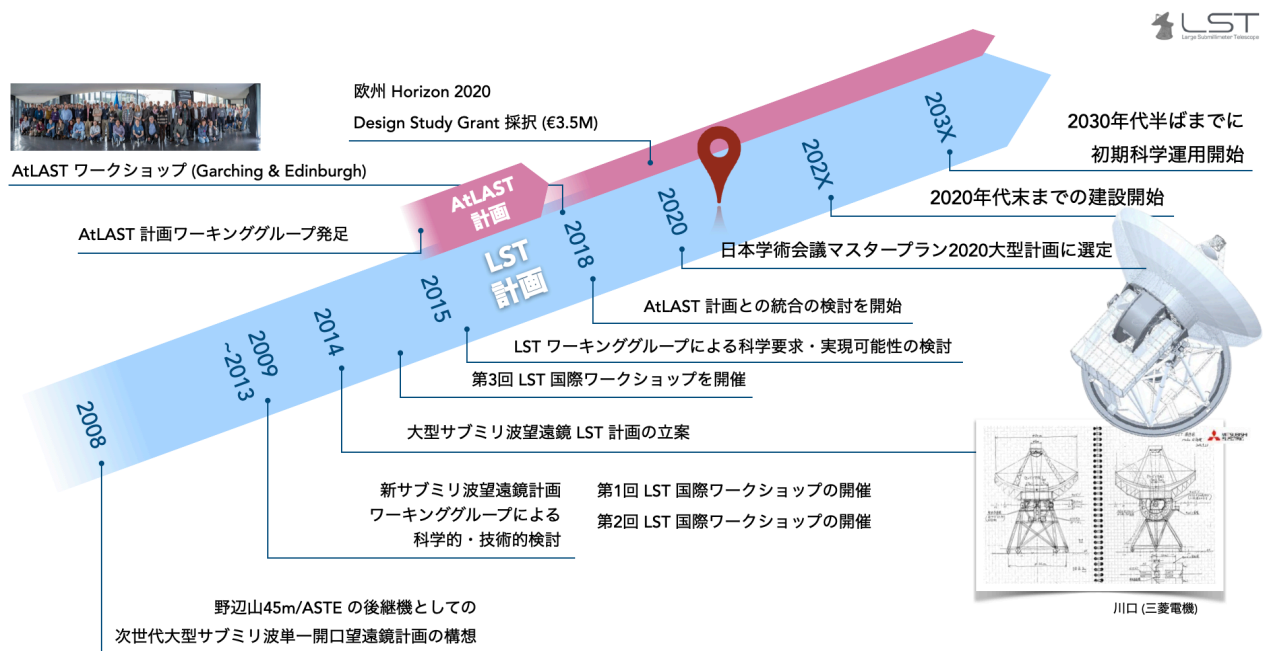 LST
Large Submillimeter Telescope
欧州 Horizon 2020
Design Study Grant 採択 (€3.5M)
AtLAST ワークショップ (Garching & Edinburgh)
AtLAST 計画ワーキンググループ発足
AtLAST
計画
LST
計画
2008
2009
~2013
2014
2015
2018
2020
202X
203X
2030年代半ばまでに
初期科学運用開始
2020年代末までの建設開始
日本学術会議マスタープラン2020大型計画に選定
AtLAST 計画との統合の検討を開始
LST ワーキンググループによる科学要求・実現可能性の検討
第3回 LST 国際ワークショップを開催
大型サブミリ波望遠鏡 LST 計画の立案
新サブミリ波望遠鏡計画
ワーキンググループによる
科学的・技術的検討
第1回 LST 国際ワークショップの開催
第2回 LST 国際ワークショップの開催
野辺山45m/ASTE の後継機としての
次世代大型サブミリ波単一開口望遠鏡計画の構想
MITSUBISHI
ELECTRIC
川口 (三菱電機)